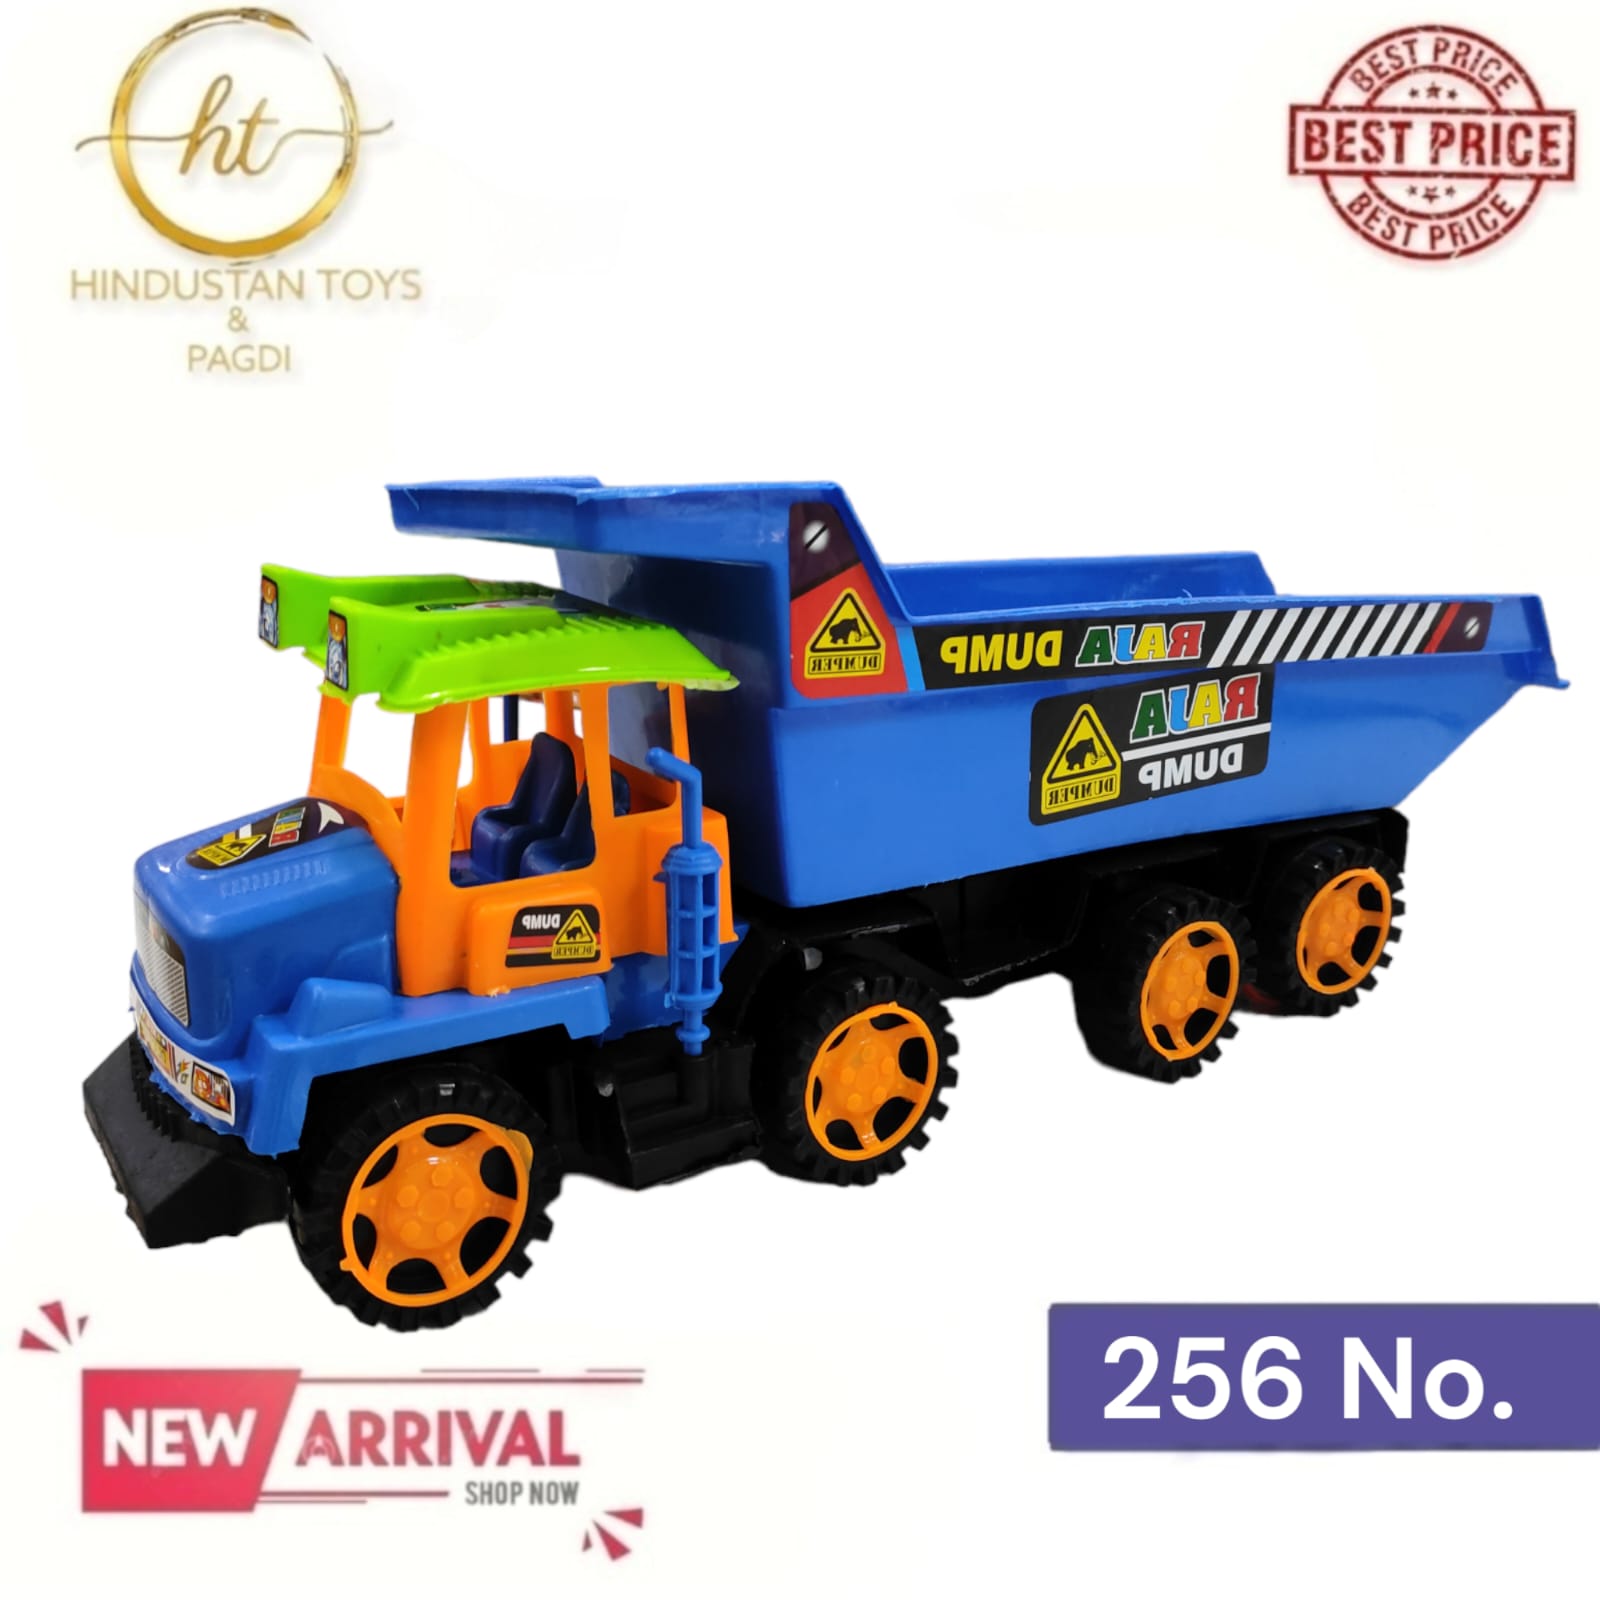 ht
HINDUSTAN TOYS
&
PAGDI
BEST PRICE
BEST PRICE
BEST PRICE
DUMPER
DUMP RAJA
RAJA
DUMP
DUMPER
DUMP
DUMPER
NEW ARRIVAL
SHOP NOW
256 No.